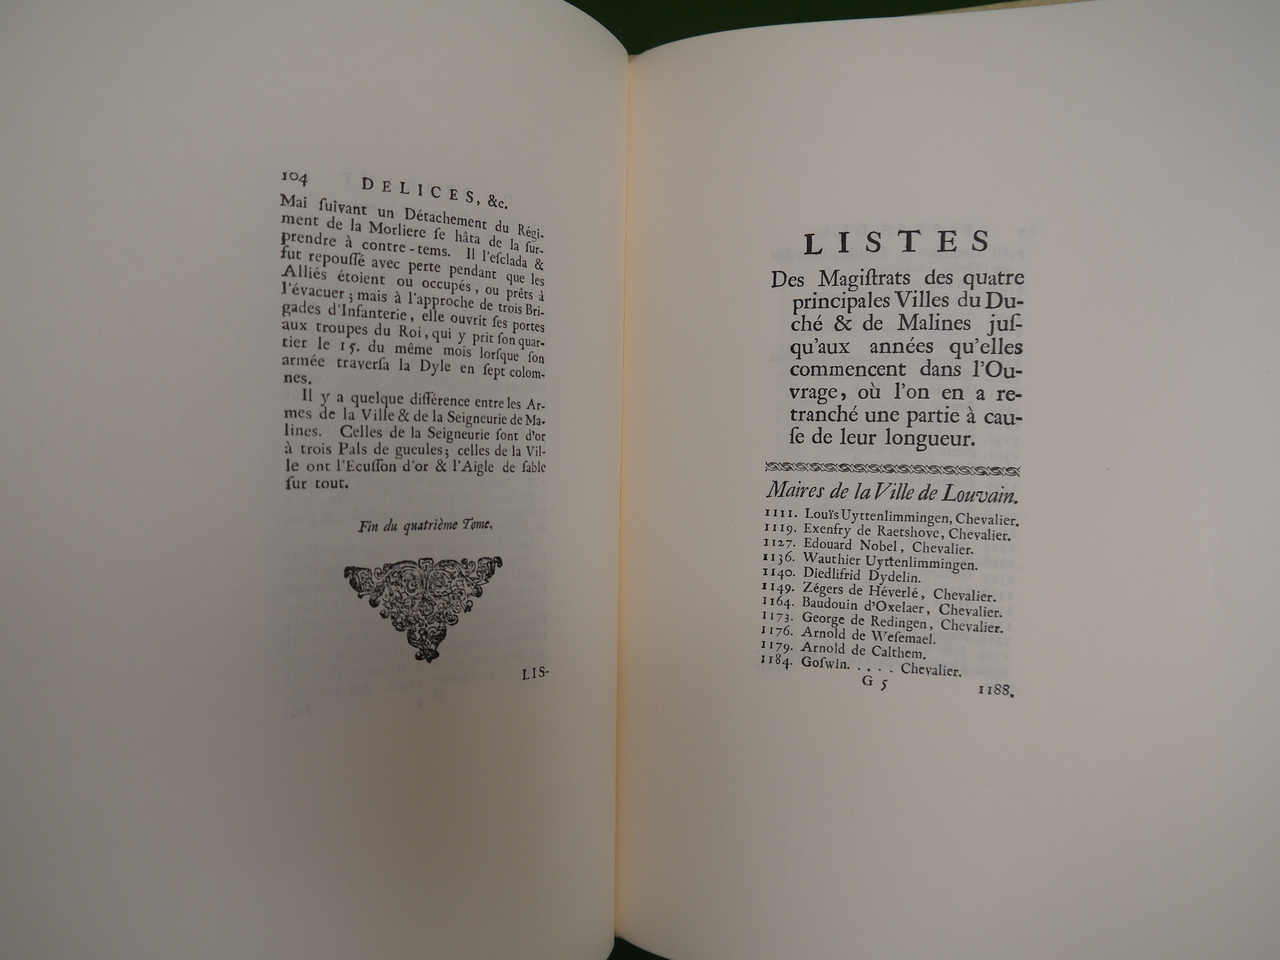 104 DELICES, &c.
Mai ſuivant un Détachement du Régi-
ment de la Morliere ſe hâta de la ſur-
prendre à contre-tems. Il l'eſclada &
fut repouſſé avec perte pendant que les
Alliés étoient ou occupés, ou prêts à
l'évacuer; mais à l'approche de trois Bri-
gades d'Infanterie, elle ouvrit ſes portes
aux troupes du Roi, qui y prit ſon quar-
tier le 15. du même mois lorſque ſon
armée traverſa la Dyle en ſept colom-
nes.
Il y a quelque différence entre les Ar-
mes de la Ville & de la Seigneurie de Ma-
lines. Celles de la Seigneurie ſont d'or
à trois Pals de gueules; celles de la Vil-
le ont l'Ecuſſon d'or & l'Aigle de ſable
ſur tout.
Fin du quatrième Tome.
LIS-
LISTES
Des Magiſtrats des quatre
principales Villes du Du-
ché & de Malines juſ-
qu'aux années qu'elles
commencent dans l'Ou-
vrage, où l'on en a re-
tranché une partie à cau-
ſe de leur longueur.
Maires de la Ville de Louvain.
1111. Louïs Uyttenlimmingen, Chevalier.
1119. Exenfry de Raetshove, Chevalier.
1127. Edouard Nobel, Chevalier.
1136. Wauthier Uyttenlimmingen.
1140. Diedlifrid Dydelin.
1149. Zégers de Héverlé, Chevalier.
1164. Baudouin d'Oxelaer, Chevalier.
1173. George de Redingen, Chevalier.
1176. Arnold de Weſemael.
1179. Arnold de Calthem.
1184. Goſwin. . . . . Chevalier.
G 5 1188.